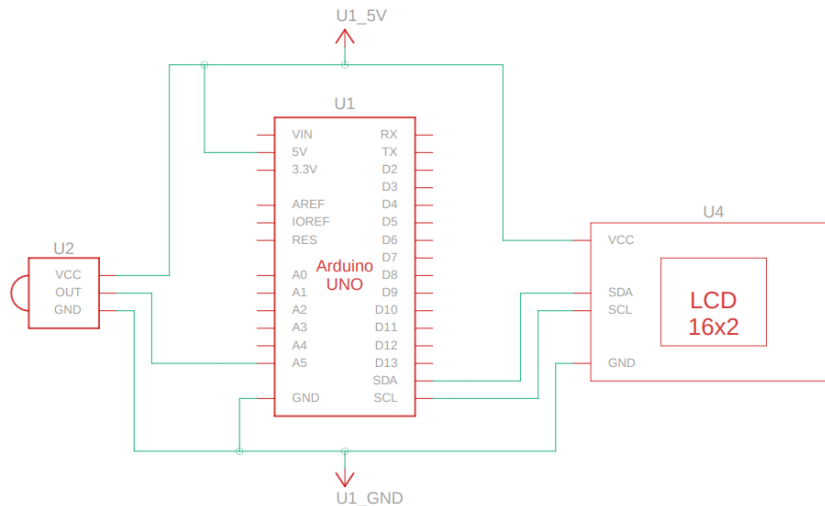 U1_5V
U1
VIN
5V
3.3V
AREF
IOREF
RES
A0
A1
A2
A3
A4
A5
GND
Arduino
UNO
RX
TX
D2
D3
D4
D5
D6
D7
D8
D9
D10
D11
D12
D13
SDA
SCL
U2
VCC
OUT
GND
U4
VCC
SDA
SCL
GND
LCD
16x2
U1_GND